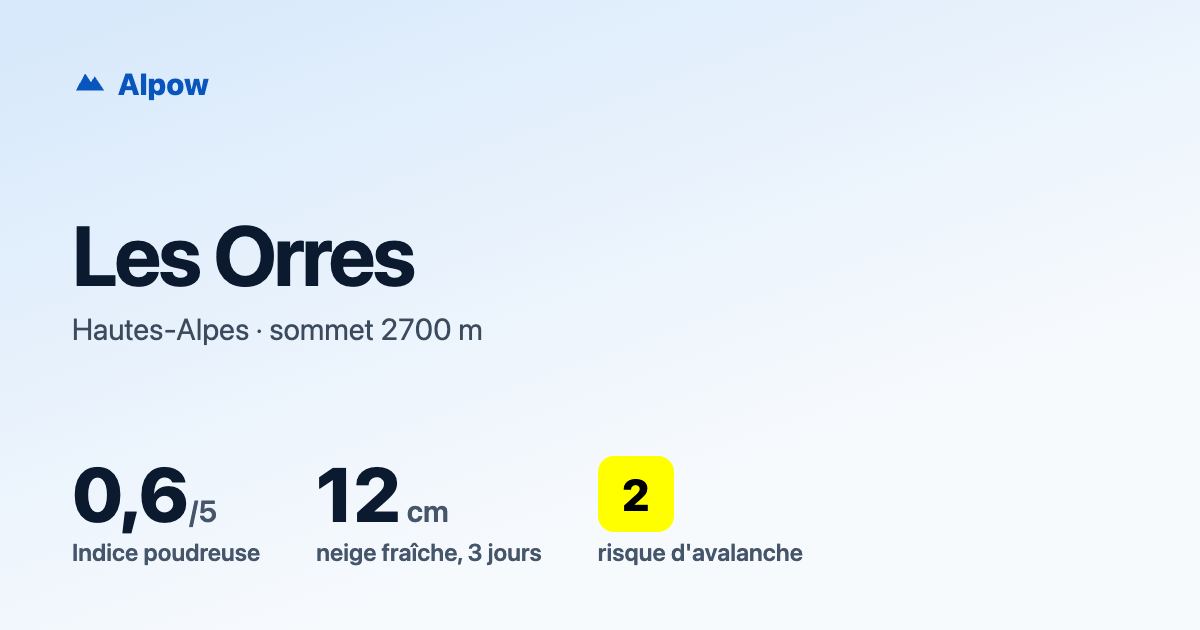 Alpow
Les Orres
Hautes-Alpes · sommet 2700 m
0,6/5
Indice poudreuse
12 cm
neige fraîche, 3 jours
2
risque d'avalanche